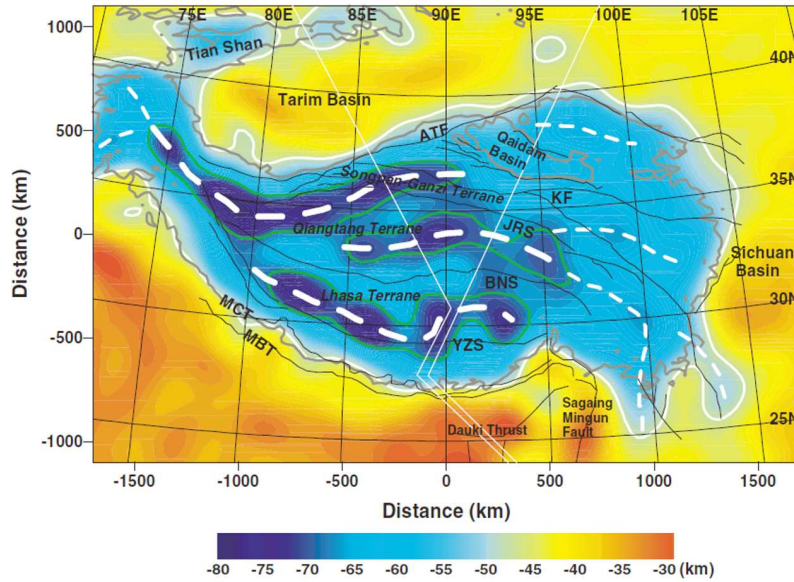 75E 80E 85E 90E 95E 100E 105E
1000
500
0
-500
-1000
Distance (km)
Tian Shan
40N
Tarim Basin
ATF
Qaidam
Basin
Songpan-Ganzi Terrane
KF
35N
Qiangtang Terrane
JRS
Sichuan
Basin
BNS
Lhasa Terrane
30N
MCT
MBT
YZS
Sagaing
Mingun
Fault
Dauki Thrust
25N
-1500 -1000 -500 0 500 1000 1500
Distance (km)
-80 -75 -70 -65 -60 -55 -50 -45 -40 -35 -30 (km)